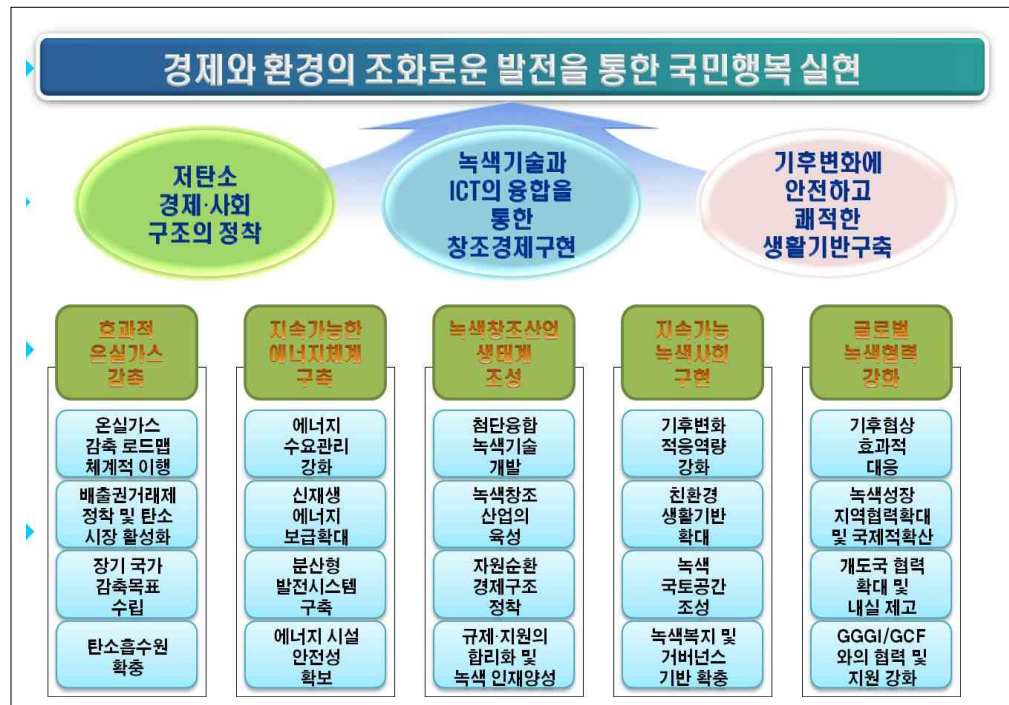 경제와 환경의 조화로운 발전을 통한 국민행복 실현
저탄소
경제·사회
구조의 정착
녹색기술과
ICT의 융합을
통한
창조경제구현
기후변화에
안전하고
쾌적한
생활기반구축
효과적
온실가스
감축
온실가스
감축 로드맵
체계적 이행
배출권거래제
정착 및 탄소
시장 활성화
장기 국가
감축목표
수립
탄소흡수원
확충
지속가능한
에너지체계
구축
에너지
수요관리
강화
신재생
에너지
보급확대
분산형
발전시스템
구축
에너지 시설
안전성
확보
녹색창조산업
생태계
조성
첨단융합
녹색기술
개발
녹색창조
산업의
육성
자원순환
경제구조
정착
규제·지원의
합리화 및
녹색 인재양성
지속가능
녹색사회
구현
기후변화
적응역량
강화
친환경
생활기반
확대
녹색
국토공간
조성
녹색복지 및
거버넌스
기반 확충
글로벌
녹색협력
강화
기후협상
효과적
대응
녹색성장
지역협력확대
및 국제적확산
개도국 협력
확대 및
내실 제고
GGGI/GCF
와의 협력 및
지원 강화